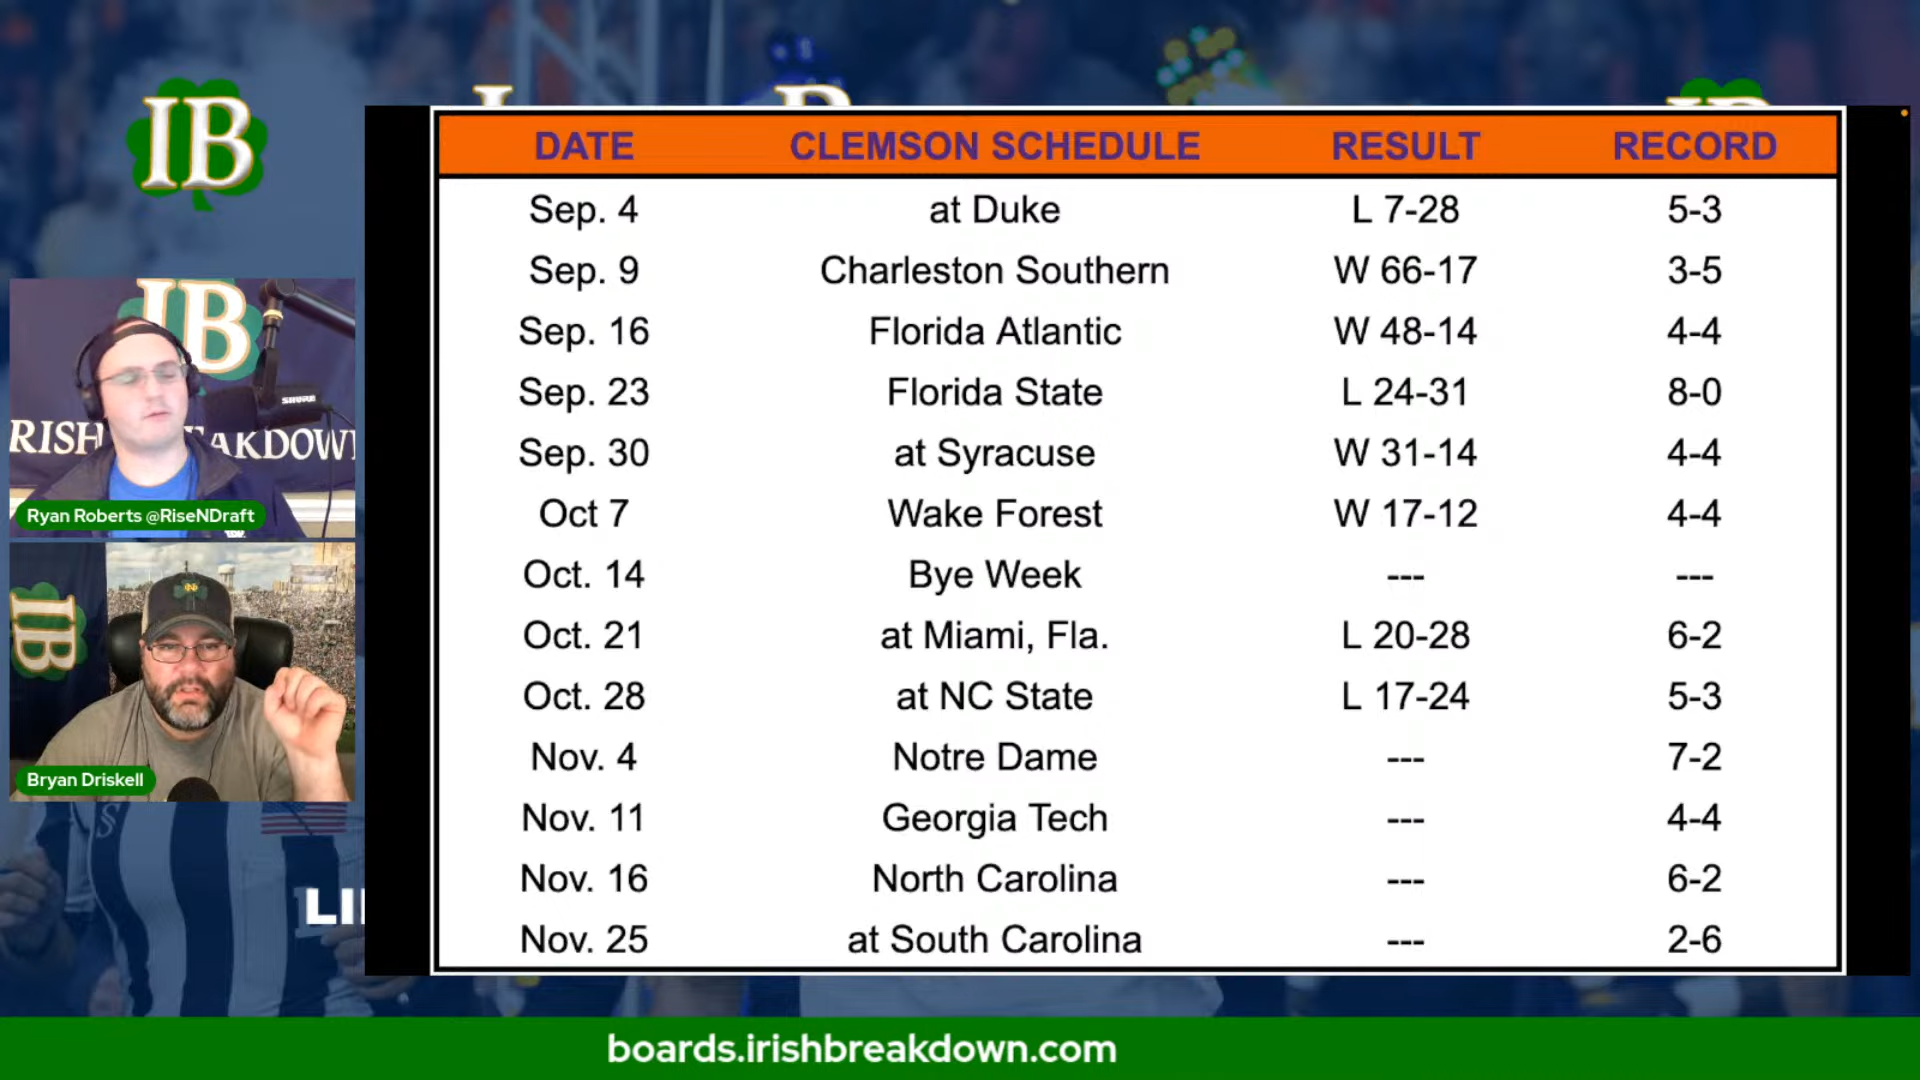 IB
DATE CLEMSON SCHEDULE RESULT RECORD
Sep. 4 at Duke L 7-28 5-3
Sep. 9 Charleston Southern W 66-17 3-5
Sep. 16 Florida Atlantic W 48-14 4-4
Sep. 23 Florida State L 24-31 8-0
Sep. 30 at Syracuse W 31-14 4-4
Oct 7 Wake Forest W 17-12 4-4
Oct. 14 Bye Week --- ---
Oct. 21 at Miami, Fla. L 20-28 6-2
Oct. 28 at NC State L 17-24 5-3
Nov. 4 Notre Dame --- 7-2
Nov. 11 Georgia Tech --- 4-4
Nov. 16 North Carolina --- 6-2
Nov. 25 at South Carolina --- 2-6
IB
SHURE
Ryan Roberts @RiseNDraft
IB
Bryan Driskell
boards.irishbreakdown.com